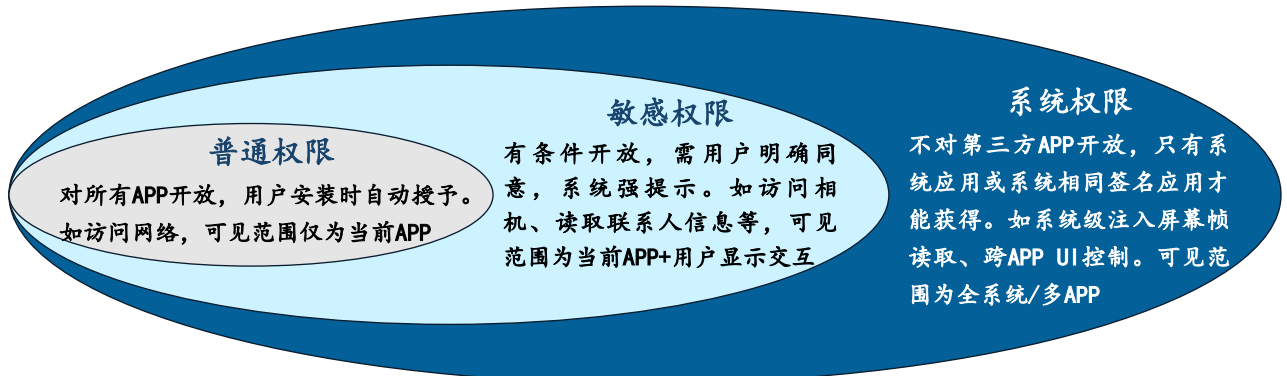 普通权限
对所有APP开放，用户安装时自动授予。
如访问网络，可见范围仅为当前APP
敏感权限
有条件开放，需用户明确同
意，系统强提示。如访问相
机、读取联系人信息等，可见
范围为当前APP+用户显示交互
系统权限
不对第三方APP开放，只有系
统应用或系统相同签名应用才
能获得。如系统级注入屏幕帧
读取、跨APP UI控制。可见范
围为全系统/多APP